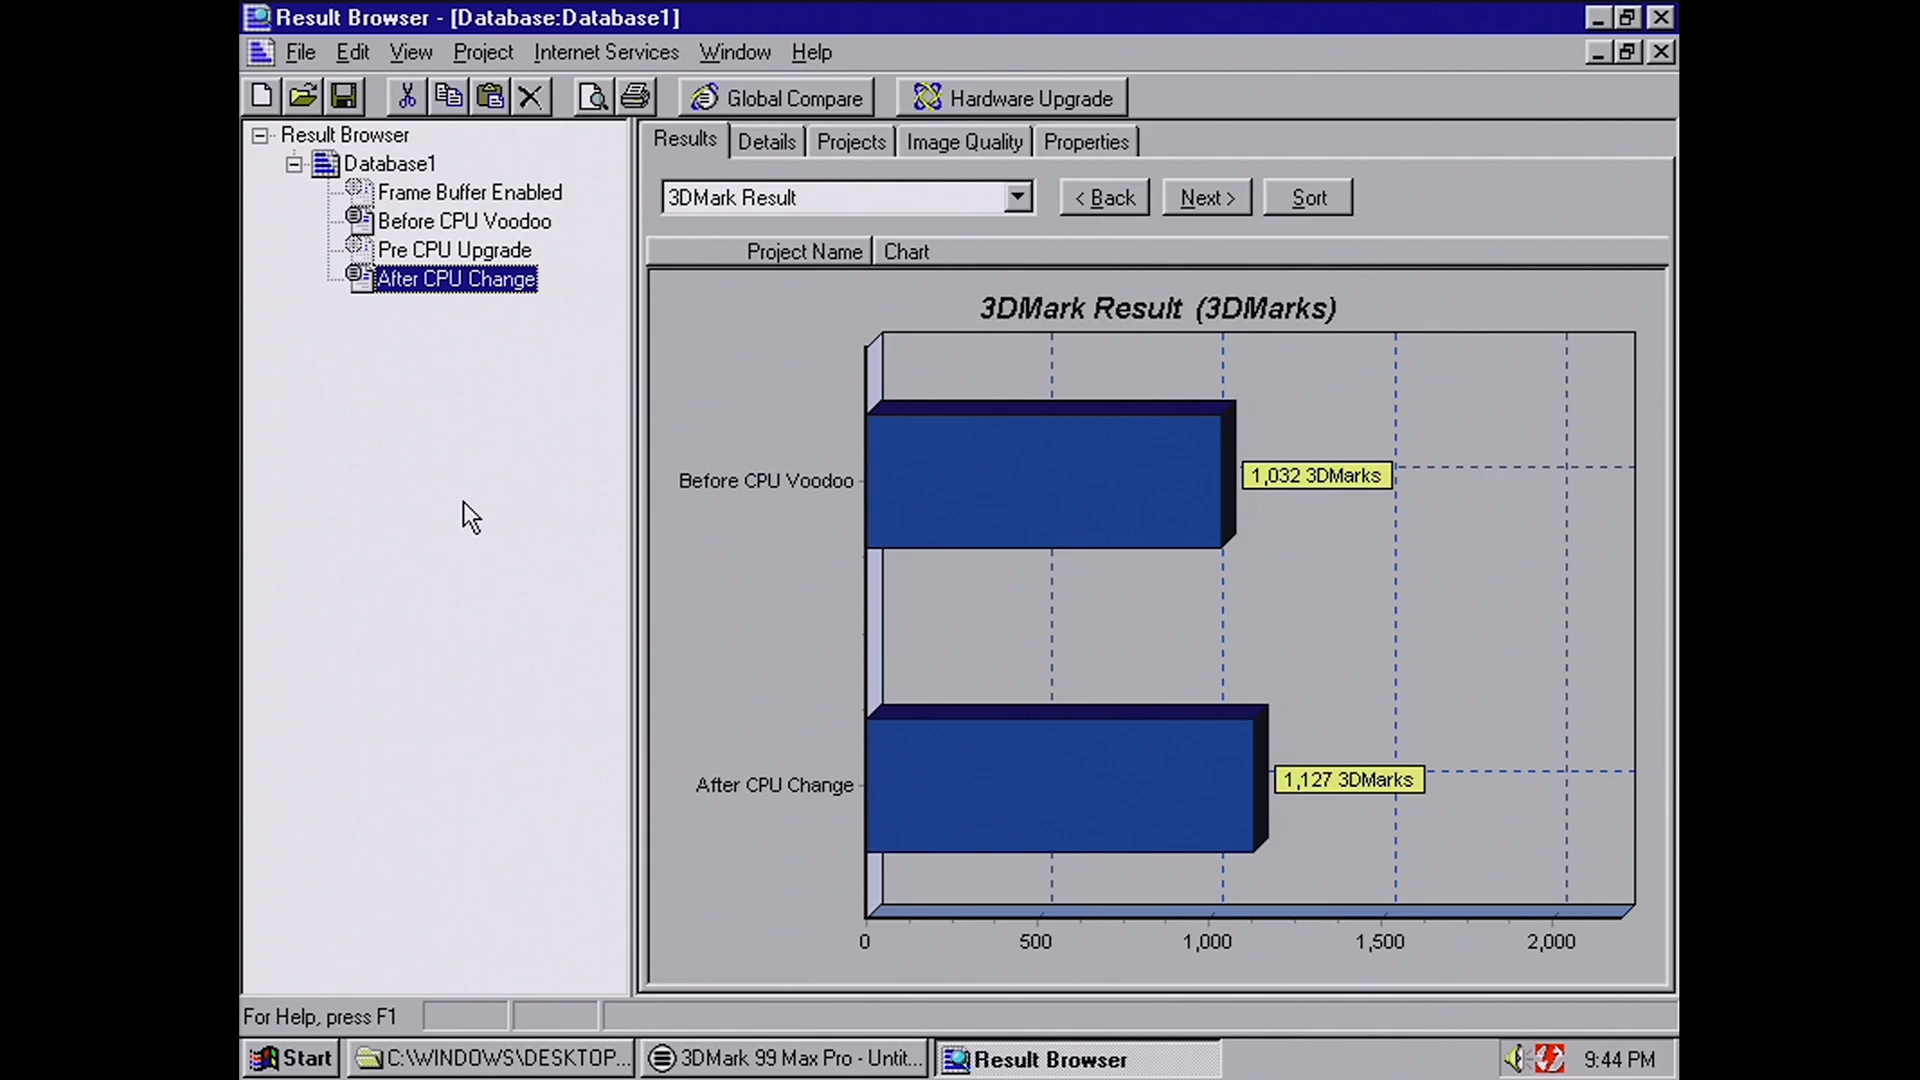 Result Browser - [Database:Database1]
File Edit View Project Internet Services Window Help
Global Compare Hardware Upgrade
Result Browser
Database1
Frame Buffer Enabled
Before CPU Voodoo
Pre CPU Upgrade
After CPU Change
Results Details Projects Image Quality Properties
3DMark Result < Back Next > Sort
Project Name Chart
3DMark Result (3DMarks)
Before CPU Voodoo 1,032 3DMarks
After CPU Change 1,127 3DMarks
0 500 1,000 1,500 2,000
For Help, press F1
Start C:\WINDOWS\DESKTOP... 3DMark 99 Max Pro - Untit... Result Browser 9:44 PM